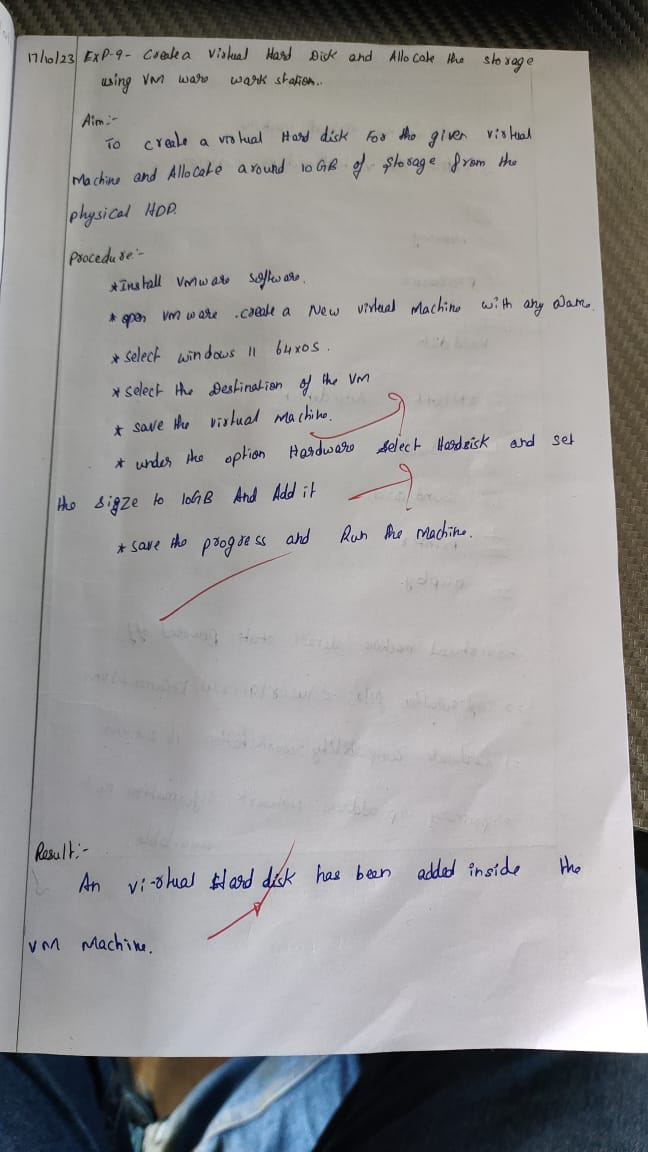 17/10/23 EXP-9- Create a Virtual Hard Disk and Allocate the storage
using VM ware work station..
Aim:-
To create a virtual Hard disk For the given virtual
Machine and Allocate around 10GB of storage from the
physical HDD.
Procedure:-
* Install VMware Software.
* open vm ware .create a New virtual Machine with any Name.
* select windows 11 64xos.
* select the Destination of the VM
* save the virtual machine.
* under the option Hardware select Hardisk and set
the sigze to 10GB And Add it
* save the progress and Run the Machine.
Result:-
An virtual Hard disk has been added inside the
VM Machine.